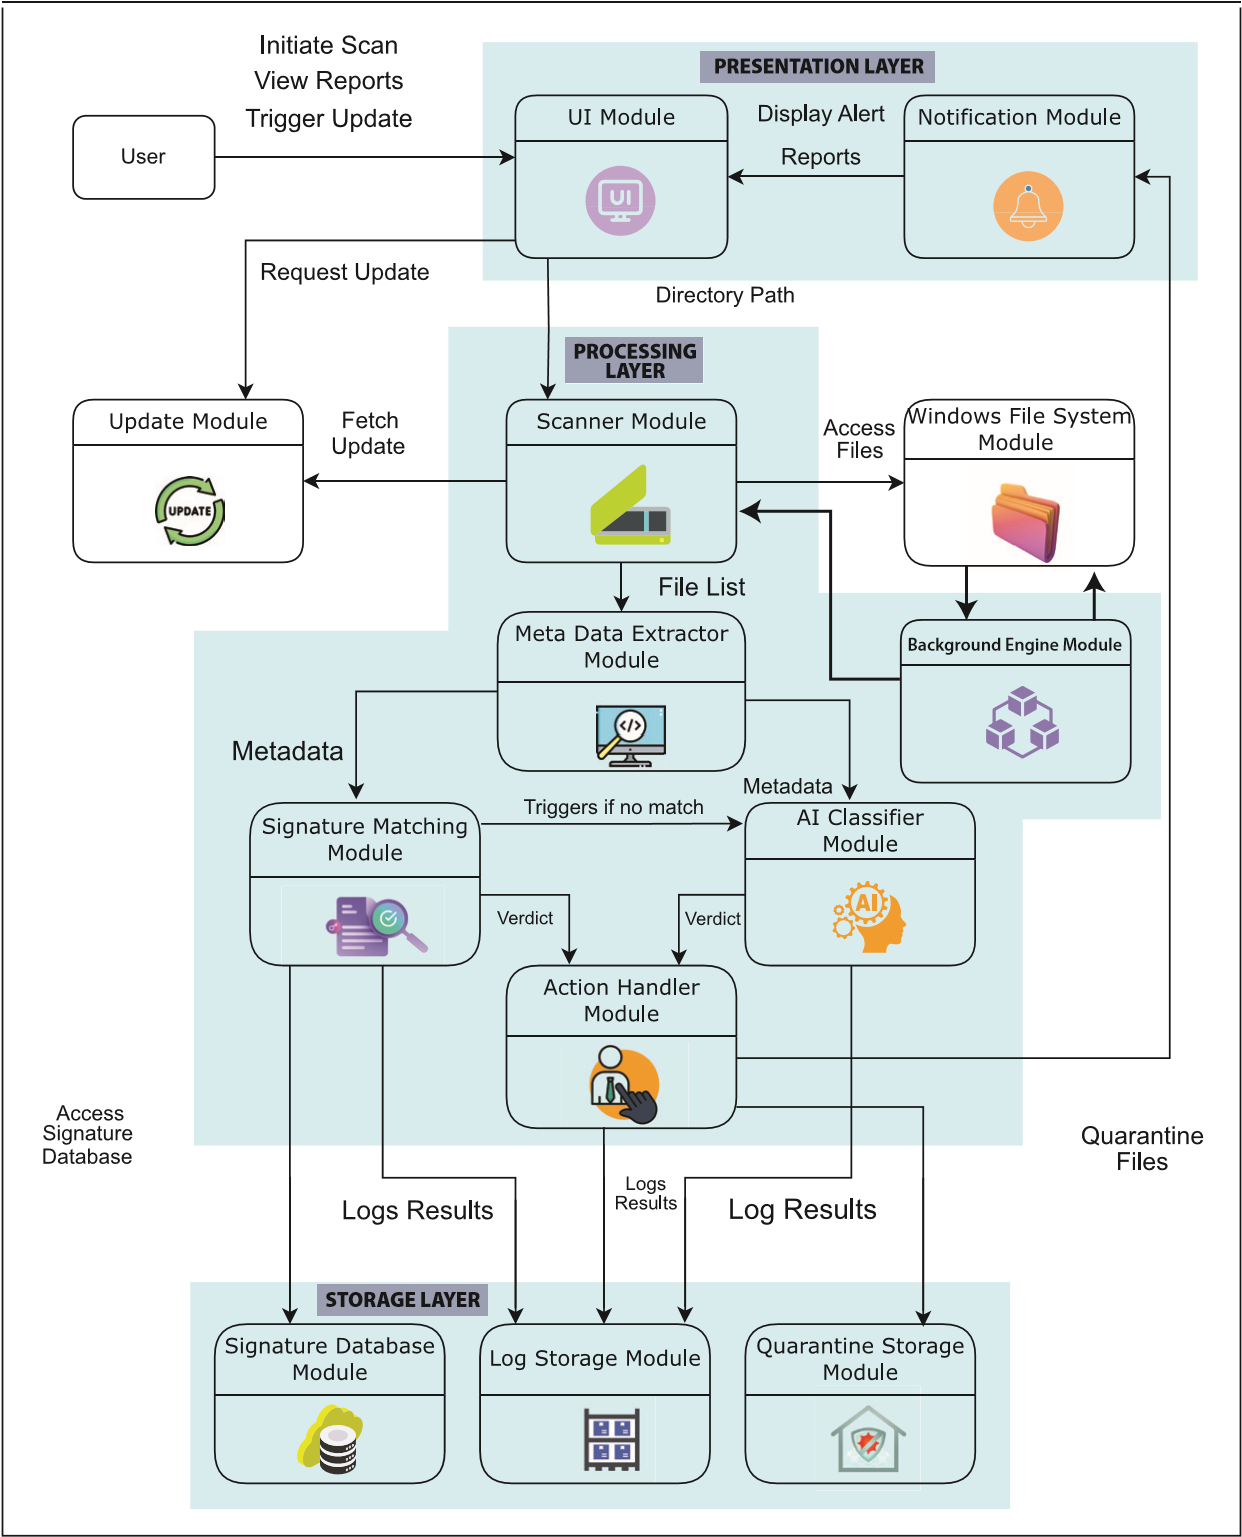 Initiate Scan
View Reports
Trigger Update
PRESENTATION LAYER
User
UI Module
UI
Display Alert
Reports
Notification Module
Request Update
Directory Path
PROCESSING
LAYER
Update Module
UPDATE
Fetch
Update
Scanner Module
Access
Files
Windows File System
Module
File List
Meta Data Extractor
Module
</>
Background Engine Module
Metadata
Metadata
Signature Matching
Module
Triggers if no match
AI Classifier
Module
AI
Verdict
Verdict
Action Handler
Module
Access
Signature
Database
Quarantine
Files
Logs Results
Logs
Results
Log Results
STORAGE LAYER
Signature Database
Module
Log Storage Module
Quarantine Storage
Module